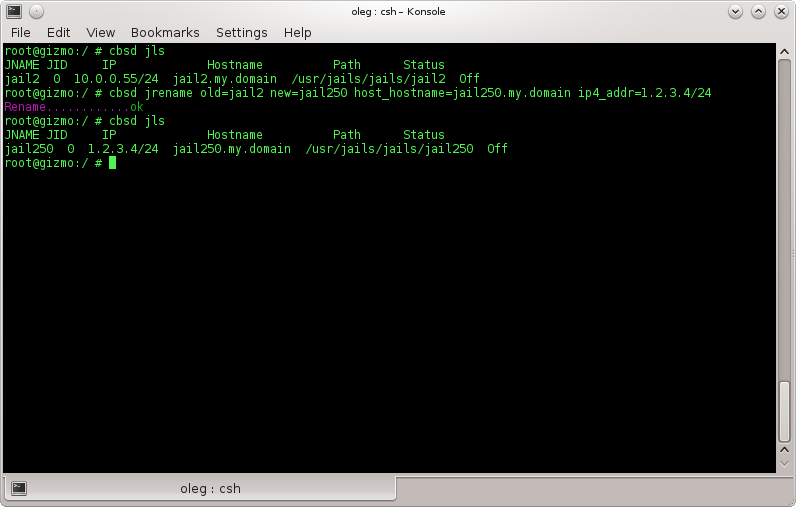 oleg : csh – Konsole
File Edit View Bookmarks Settings Help
root@gizmo:/ # cbsd jls
JNAME JID     IP             Hostname          Path      Status
jail2  0  10.0.0.55/24  jail2.my.domain  /usr/jails/jails/jail2  Off
root@gizmo:/ # cbsd jrename old=jail2 new=jail250 host_hostname=jail250.my.domain ip4_addr=1.2.3.4/24
Rename............ok
root@gizmo:/ # cbsd jls
JNAME JID     IP             Hostname          Path      Status
jail250  0  1.2.3.4/24  jail250.my.domain  /usr/jails/jails/jail250  Off
root@gizmo:/ #
oleg : csh